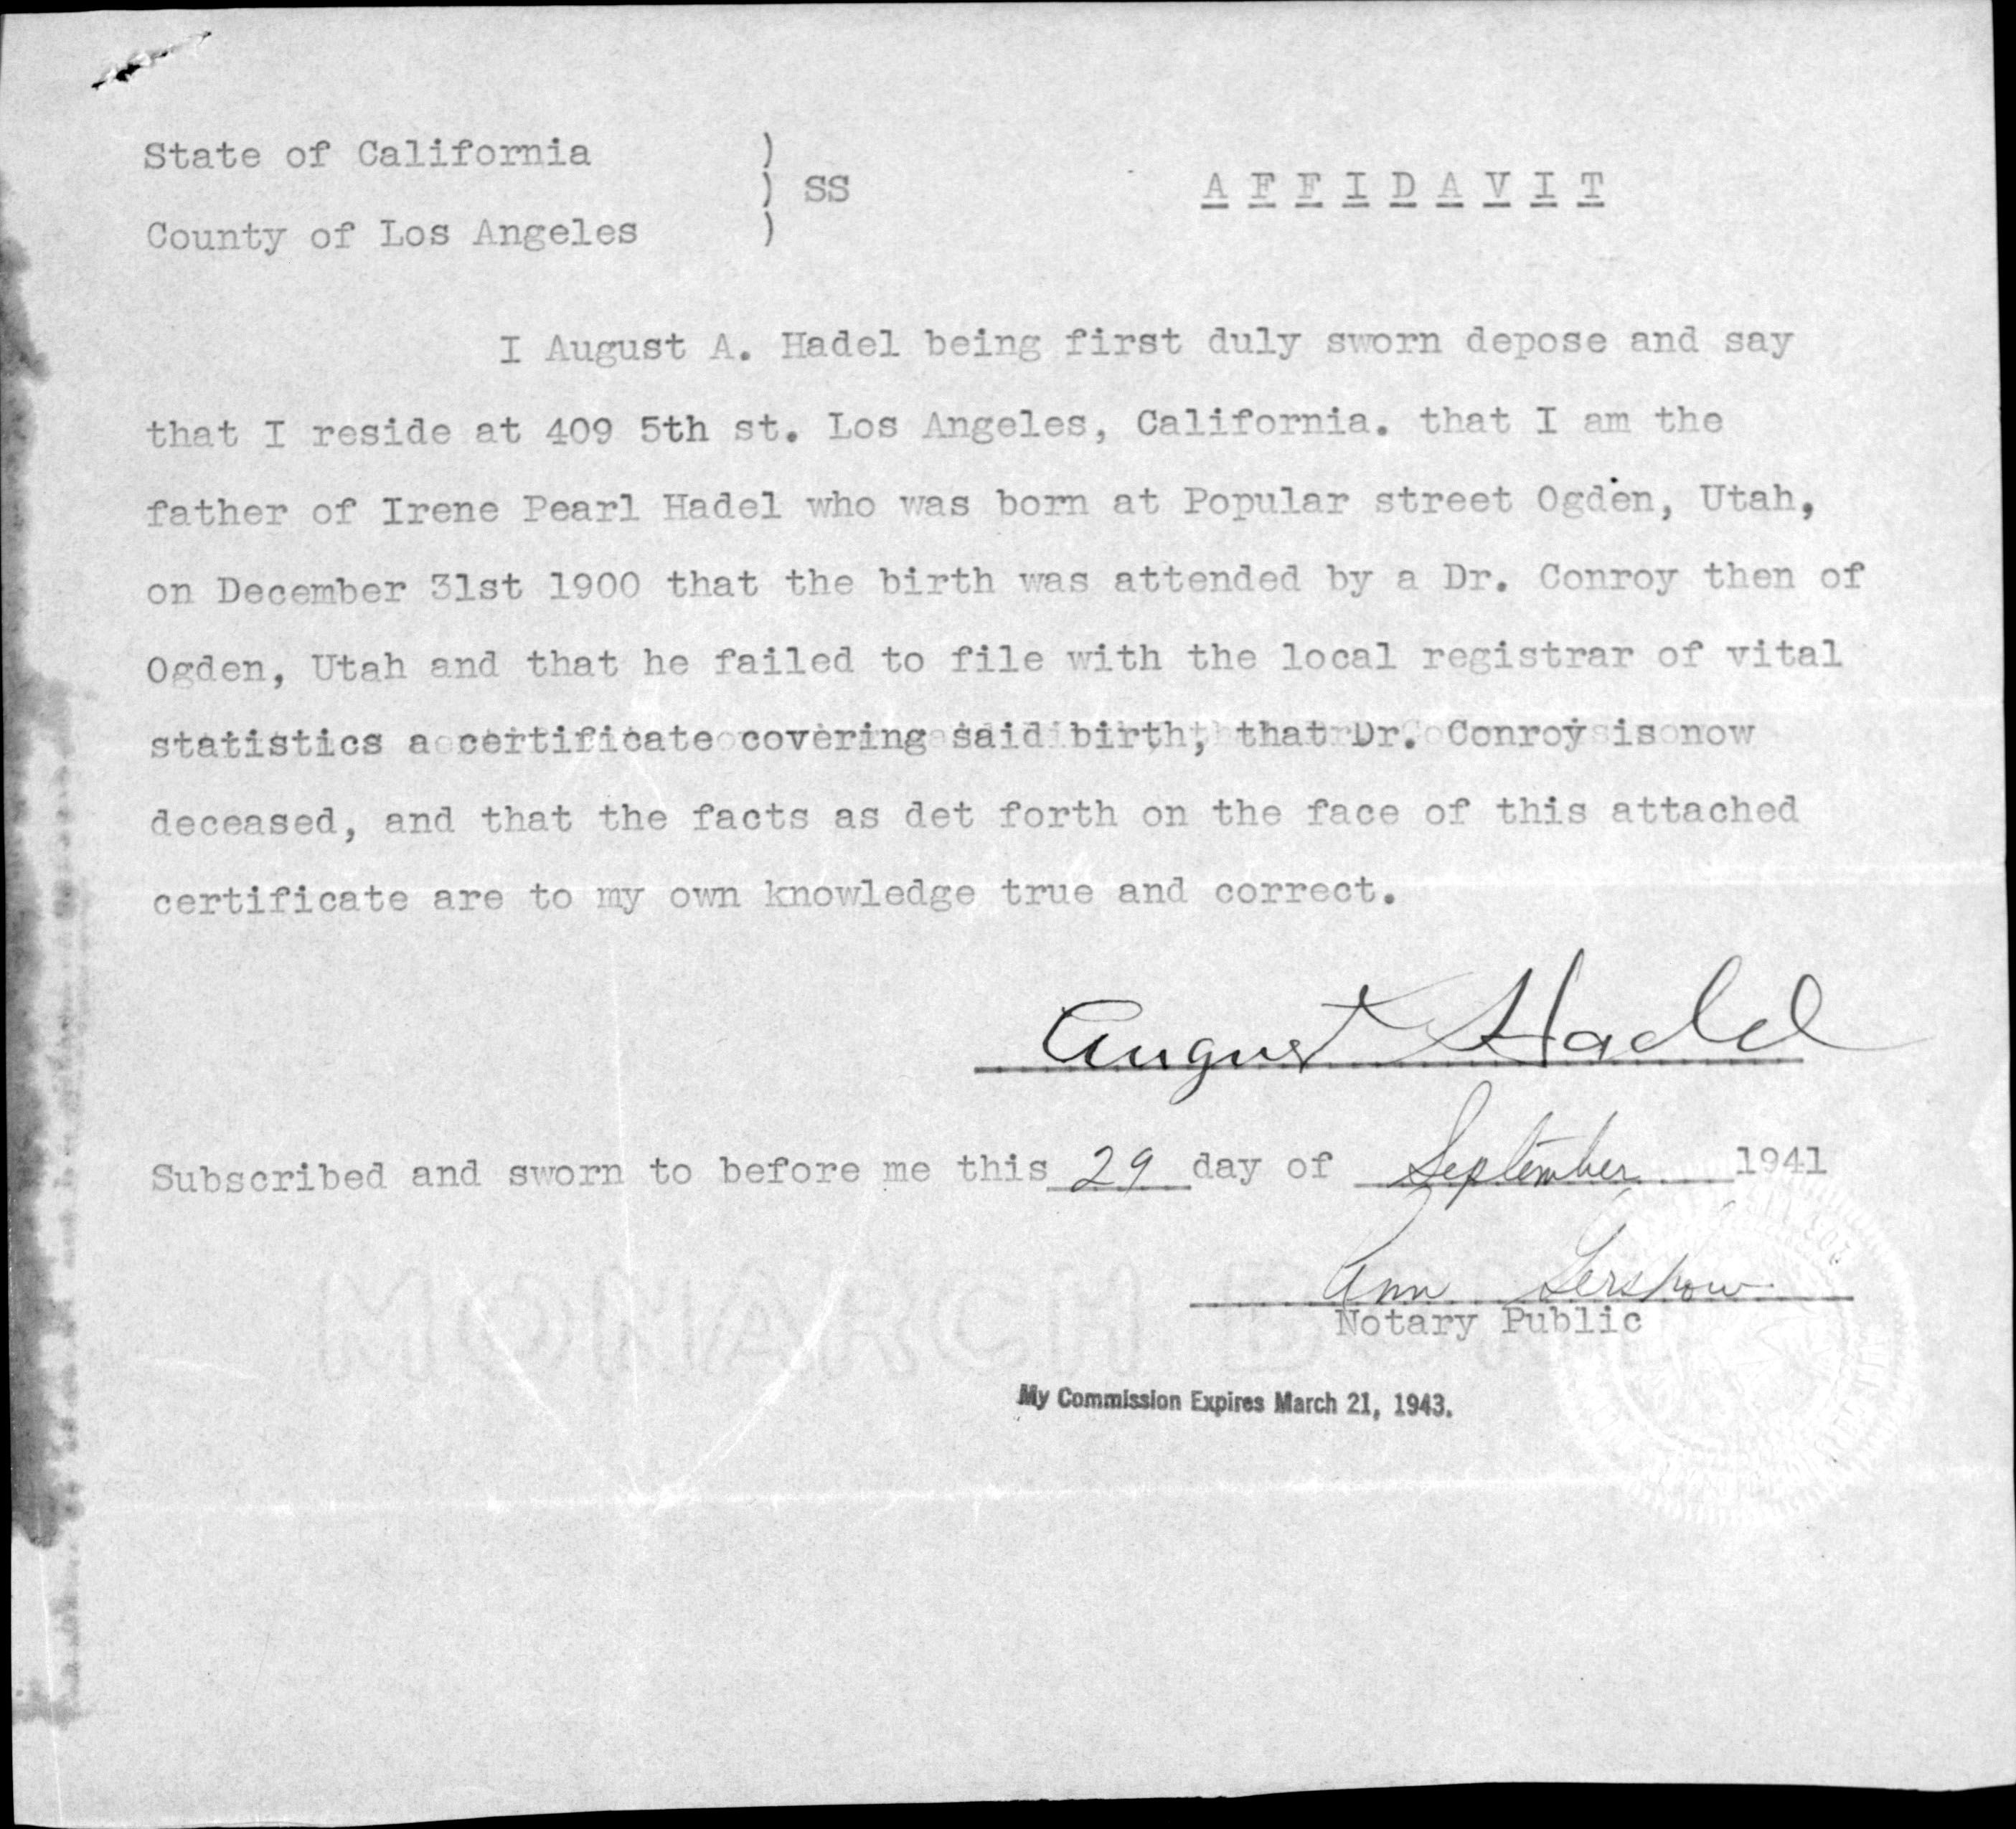 State of California )
) SS A F F I D A V I T
County of Los Angeles )
I August A. Hadel being first duly sworn depose and say
that I reside at 409 5th st. Los Angeles, California. that I am the
father of Irene Pearl Hadel who was born at Popular street Ogden, Utah,
on December 31st 1900 that the birth was attended by a Dr. Conroy then of
Ogden, Utah and that he failed to file with the local registrar of vital
statistics a certificate covering said birth, that Dr. Conroy is now
deceased, and that the facts as det forth on the face of this attached
certificate are to my own knowledge true and correct.
August Hadel
Subscribed and sworn to before me this 29 day of September 1941
Ann Gershow
Notary Public
MONARCH BOND
My Commission Expires March 21, 1943.